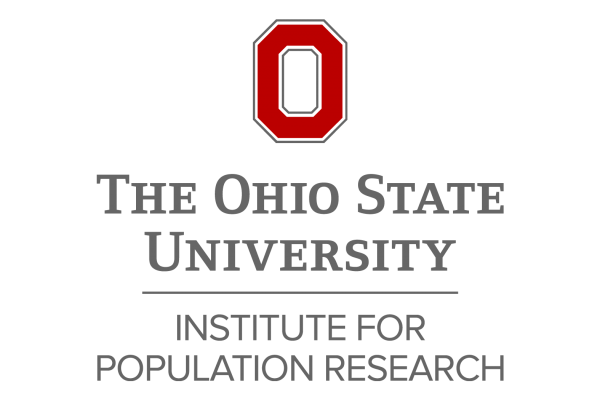 O
THE OHIO STATE
UNIVERSITY
INSTITUTE FOR
POPULATION RESEARCH